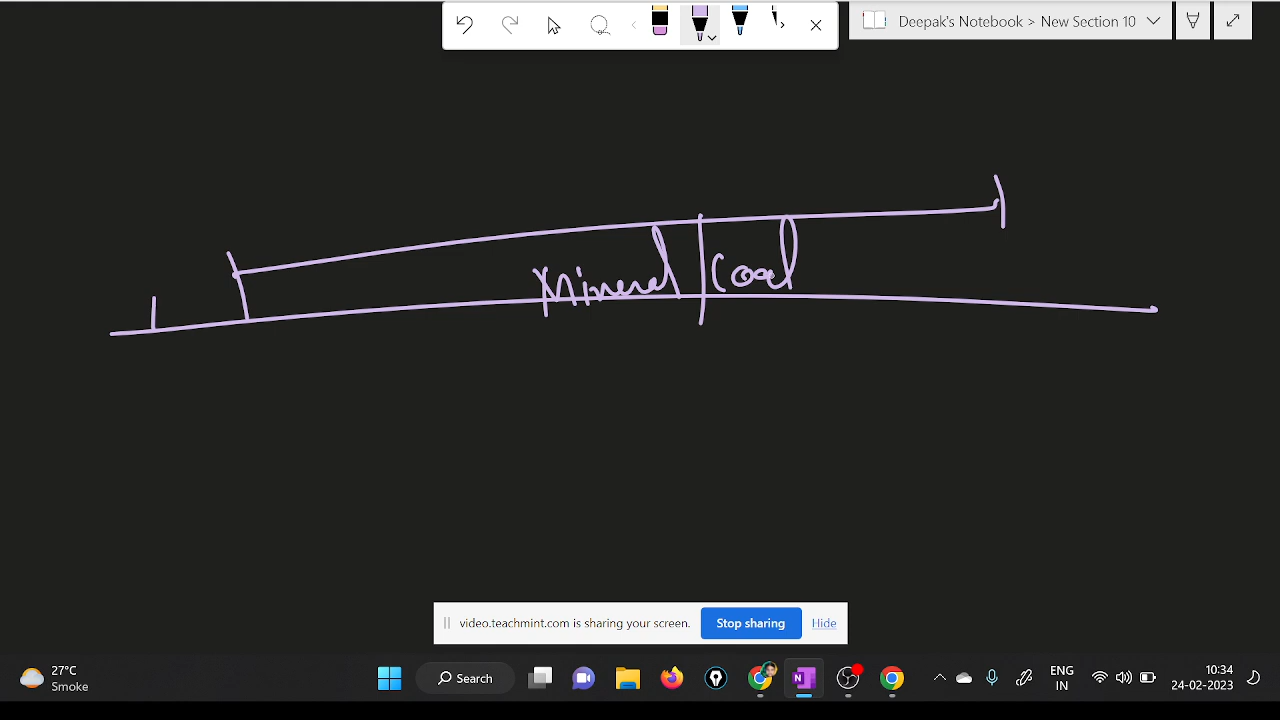 Deepak's Notebook > New Section 10
Mineral | Coal
video.teachmint.com is sharing your screen.
Stop sharing
Hide
27°C
Smoke
Search
ENG
IN
10:34
24-02-2023